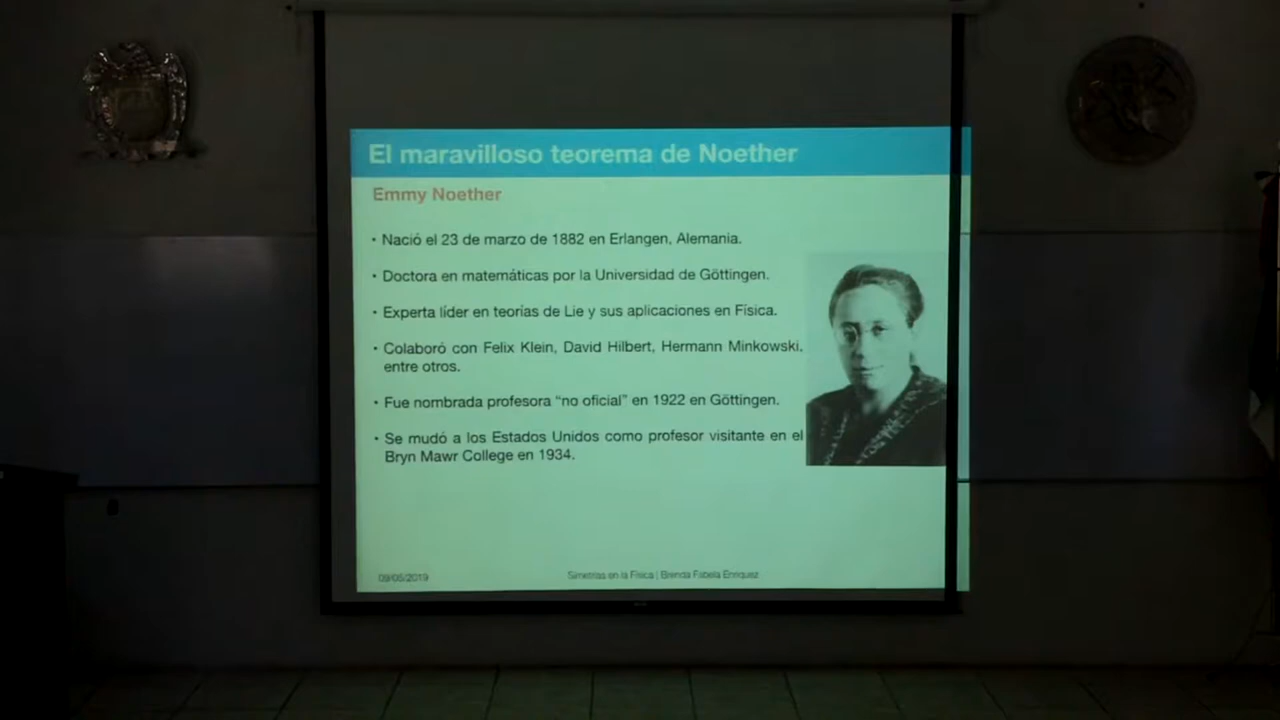 El maravilloso teorema de Noether
Emmy Noether
• Nació el 23 de marzo de 1882 en Erlangen, Alemania.
• Doctora en matemáticas por la Universidad de Göttingen.
• Experta líder en teorías de Lie y sus aplicaciones en Física.
• Colaboró con Felix Klein, David Hilbert, Hermann Minkowski,
entre otros.
• Fue nombrada profesora “no oficial” en 1922 en Göttingen.
• Se mudó a los Estados Unidos como profesor visitante en el
Bryn Mawr College en 1934.
09/05/2019
Simetrías en la Física | Brenda Fabela Enriquez